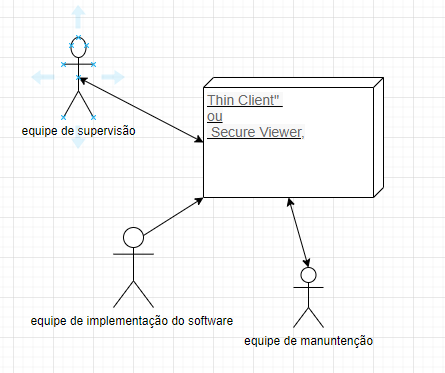 Thin Client"
ou
Secure Viewer,
equipe de supervisão
equipe de implementação do software
equipe de manuntenção